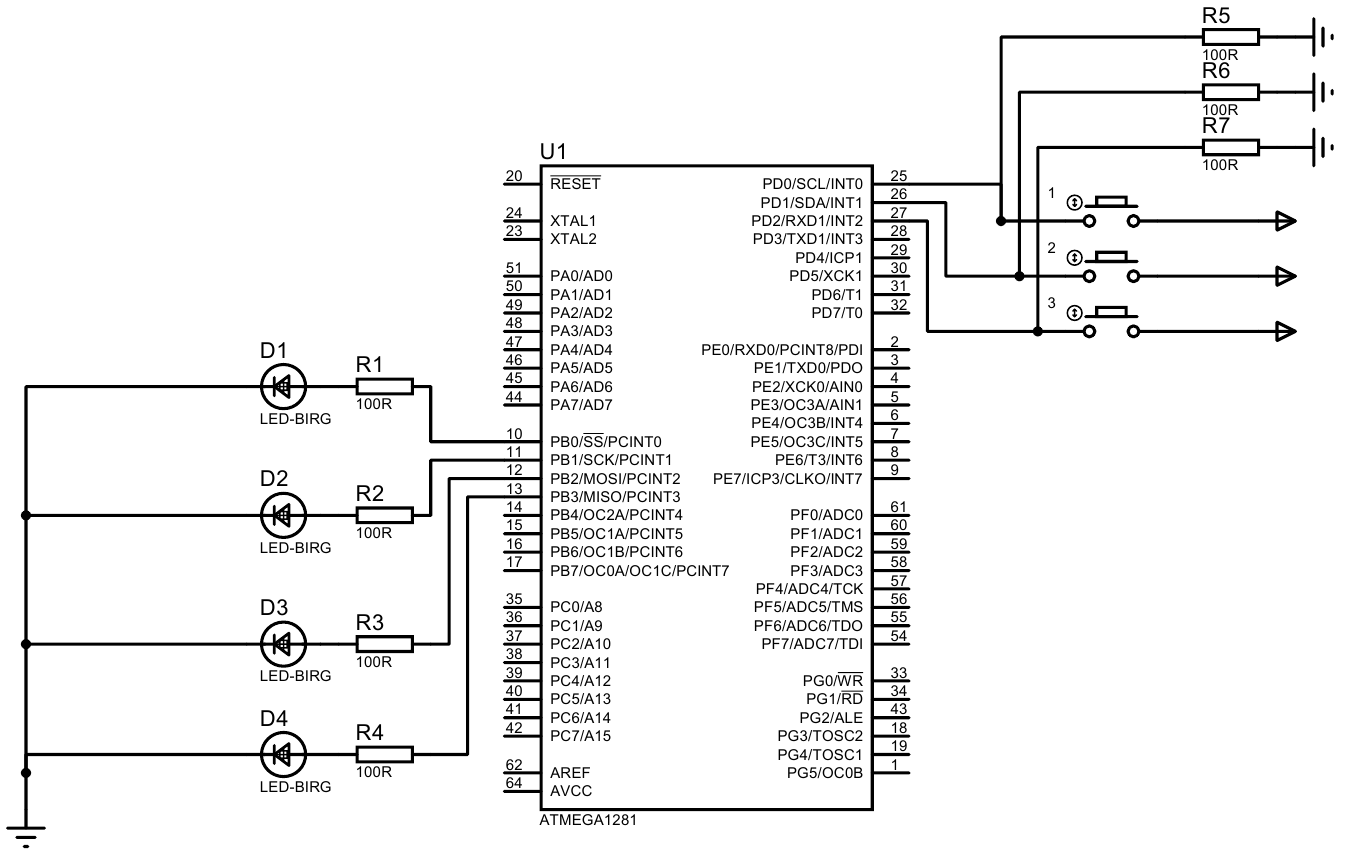 R5
100R
R6
100R
R7
100R
1
2
3
U1
20 RESET
24 XTAL1
23 XTAL2
51 PA0/AD0
50 PA1/AD1
49 PA2/AD2
48 PA3/AD3
47 PA4/AD4
46 PA5/AD5
45 PA6/AD6
44 PA7/AD7
10 PB0/SS/PCINT0
11 PB1/SCK/PCINT1
12 PB2/MOSI/PCINT2
13 PB3/MISO/PCINT3
14 PB4/OC2A/PCINT4
15 PB5/OC1A/PCINT5
16 PB6/OC1B/PCINT6
17 PB7/OC0A/OC1C/PCINT7
35 PC0/A8
36 PC1/A9
37 PC2/A10
38 PC3/A11
39 PC4/A12
40 PC5/A13
41 PC6/A14
42 PC7/A15
62 AREF
64 AVCC
PD0/SCL/INT0 25
PD1/SDA/INT1 26
PD2/RXD1/INT2 27
PD3/TXD1/INT3 28
PD4/ICP1 29
PD5/XCK1 30
PD6/T1 31
PD7/T0 32
PE0/RXD0/PCINT8/PDI 2
PE1/TXD0/PDO 3
PE2/XCK0/AIN0 4
PE3/OC3A/AIN1 5
PE4/OC3B/INT4 6
PE5/OC3C/INT5 7
PE6/T3/INT6 8
PE7/ICP3/CLKO/INT7 9
PF0/ADC0 61
PF1/ADC1 60
PF2/ADC2 59
PF3/ADC3 58
PF4/ADC4/TCK 57
PF5/ADC5/TMS 56
PF6/ADC6/TDO 55
PF7/ADC7/TDI 54
PG0/WR 33
PG1/RD 34
PG2/ALE 43
PG3/TOSC2 18
PG4/TOSC1 19
PG5/OC0B 1
ATMEGA1281
D1
LED-BIRG
R1
100R
D2
LED-BIRG
R2
100R
D3
LED-BIRG
R3
100R
D4
LED-BIRG
R4
100R